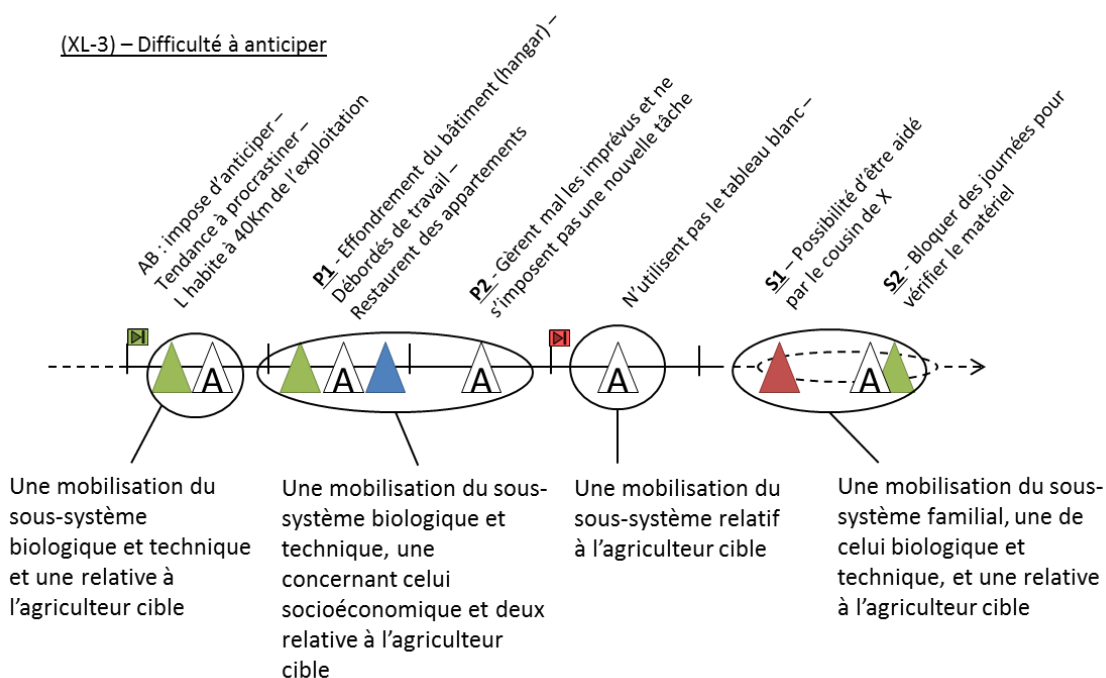 (XL-3) – Difficulté à anticiper
AB : impose d'anticiper –
Tendance à procrastiner –
L habite à 40Km de l'exploitation
P1 - Effondrement du bâtiment (hangar) –
Débordés de travail –
Restaurent des appartements
P2 - Gèrent mal les imprévus et ne
s'imposent pas une nouvelle tâche
N'utilisent pas le tableau blanc –
S1 – Possibilité d'être aidé
par le cousin de X
S2 - Bloquer des journées pour
vérifier le matériel
A
A
A
A
A
Une mobilisation du
sous-système
biologique et technique
et une relative à
l'agriculteur cible
Une mobilisation du sous-
système biologique et
technique, une
concernant celui
socioéconomique et deux
relative à l'agriculteur
cible
Une mobilisation du
sous-système relatif
à l'agriculteur cible
Une mobilisation du sous-
système familial, une de
celui biologique et
technique, et une relative
à l'agriculteur cible